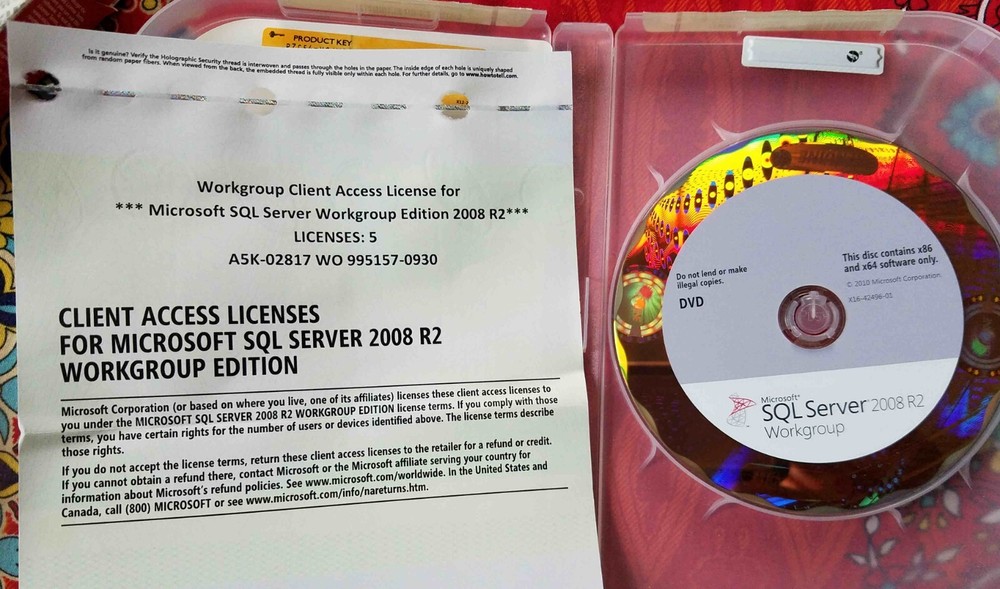 PRODUCT KEY
Is it genuine? Verify the Holographic Security thread is interwoven and passes through the holes in the paper. The inside edge of each hole is uniquely shaped
from random paper fibers. When viewed from the back, the embedded thread is fully visible only within each hole. For further details, go to www.howtotell.com.
Workgroup Client Access License for
*** Microsoft SQL Server Workgroup Edition 2008 R2***
LICENSES: 5
A5K-02817 WO 995157-0930
CLIENT ACCESS LICENSES
FOR MICROSOFT SQL SERVER 2008 R2
WORKGROUP EDITION
Microsoft Corporation (or based on where you live, one of its affiliates) licenses these client access licenses to
you under the MICROSOFT SQL SERVER 2008 R2 WORKGROUP EDITION license terms. If you comply with those
terms, you have certain rights for the number of users or devices identified above. The license terms describe
those rights.
If you do not accept the license terms, return these client access licenses to the retailer for a refund or credit.
If you cannot obtain a refund there, contact Microsoft or the Microsoft affiliate serving your country for
information about Microsoft's refund policies. See www.microsoft.com/worldwide. In the United States and
Canada, call (800) MICROSOFT or see www.microsoft.com/info/nareturns.htm.
Do not lend or make
illegal copies.
DVD
This disc contains x86
and x64 software only.
© 2010 Microsoft Corporation.
X16-42496-01
Microsoft®
SQL Server® 2008 R2
Workgroup